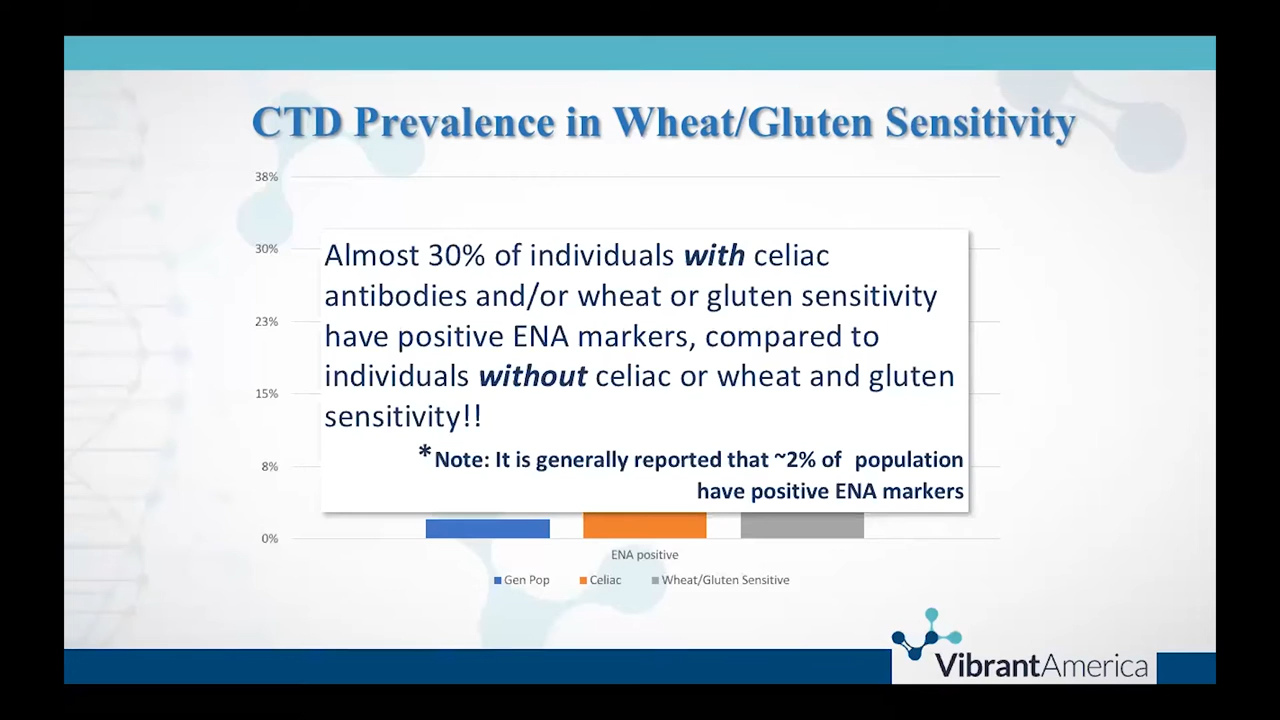 CTD Prevalence in Wheat/Gluten Sensitivity
38%
30%
23%
15%
8%
0%
Almost 30% of individuals with celiac
antibodies and/or wheat or gluten sensitivity
have positive ENA markers, compared to
individuals without celiac or wheat and gluten
sensitivity!!
*Note: It is generally reported that ~2% of population
have positive ENA markers
ENA positive
Gen Pop Celiac Wheat/Gluten Sensitive
VibrantAmerica